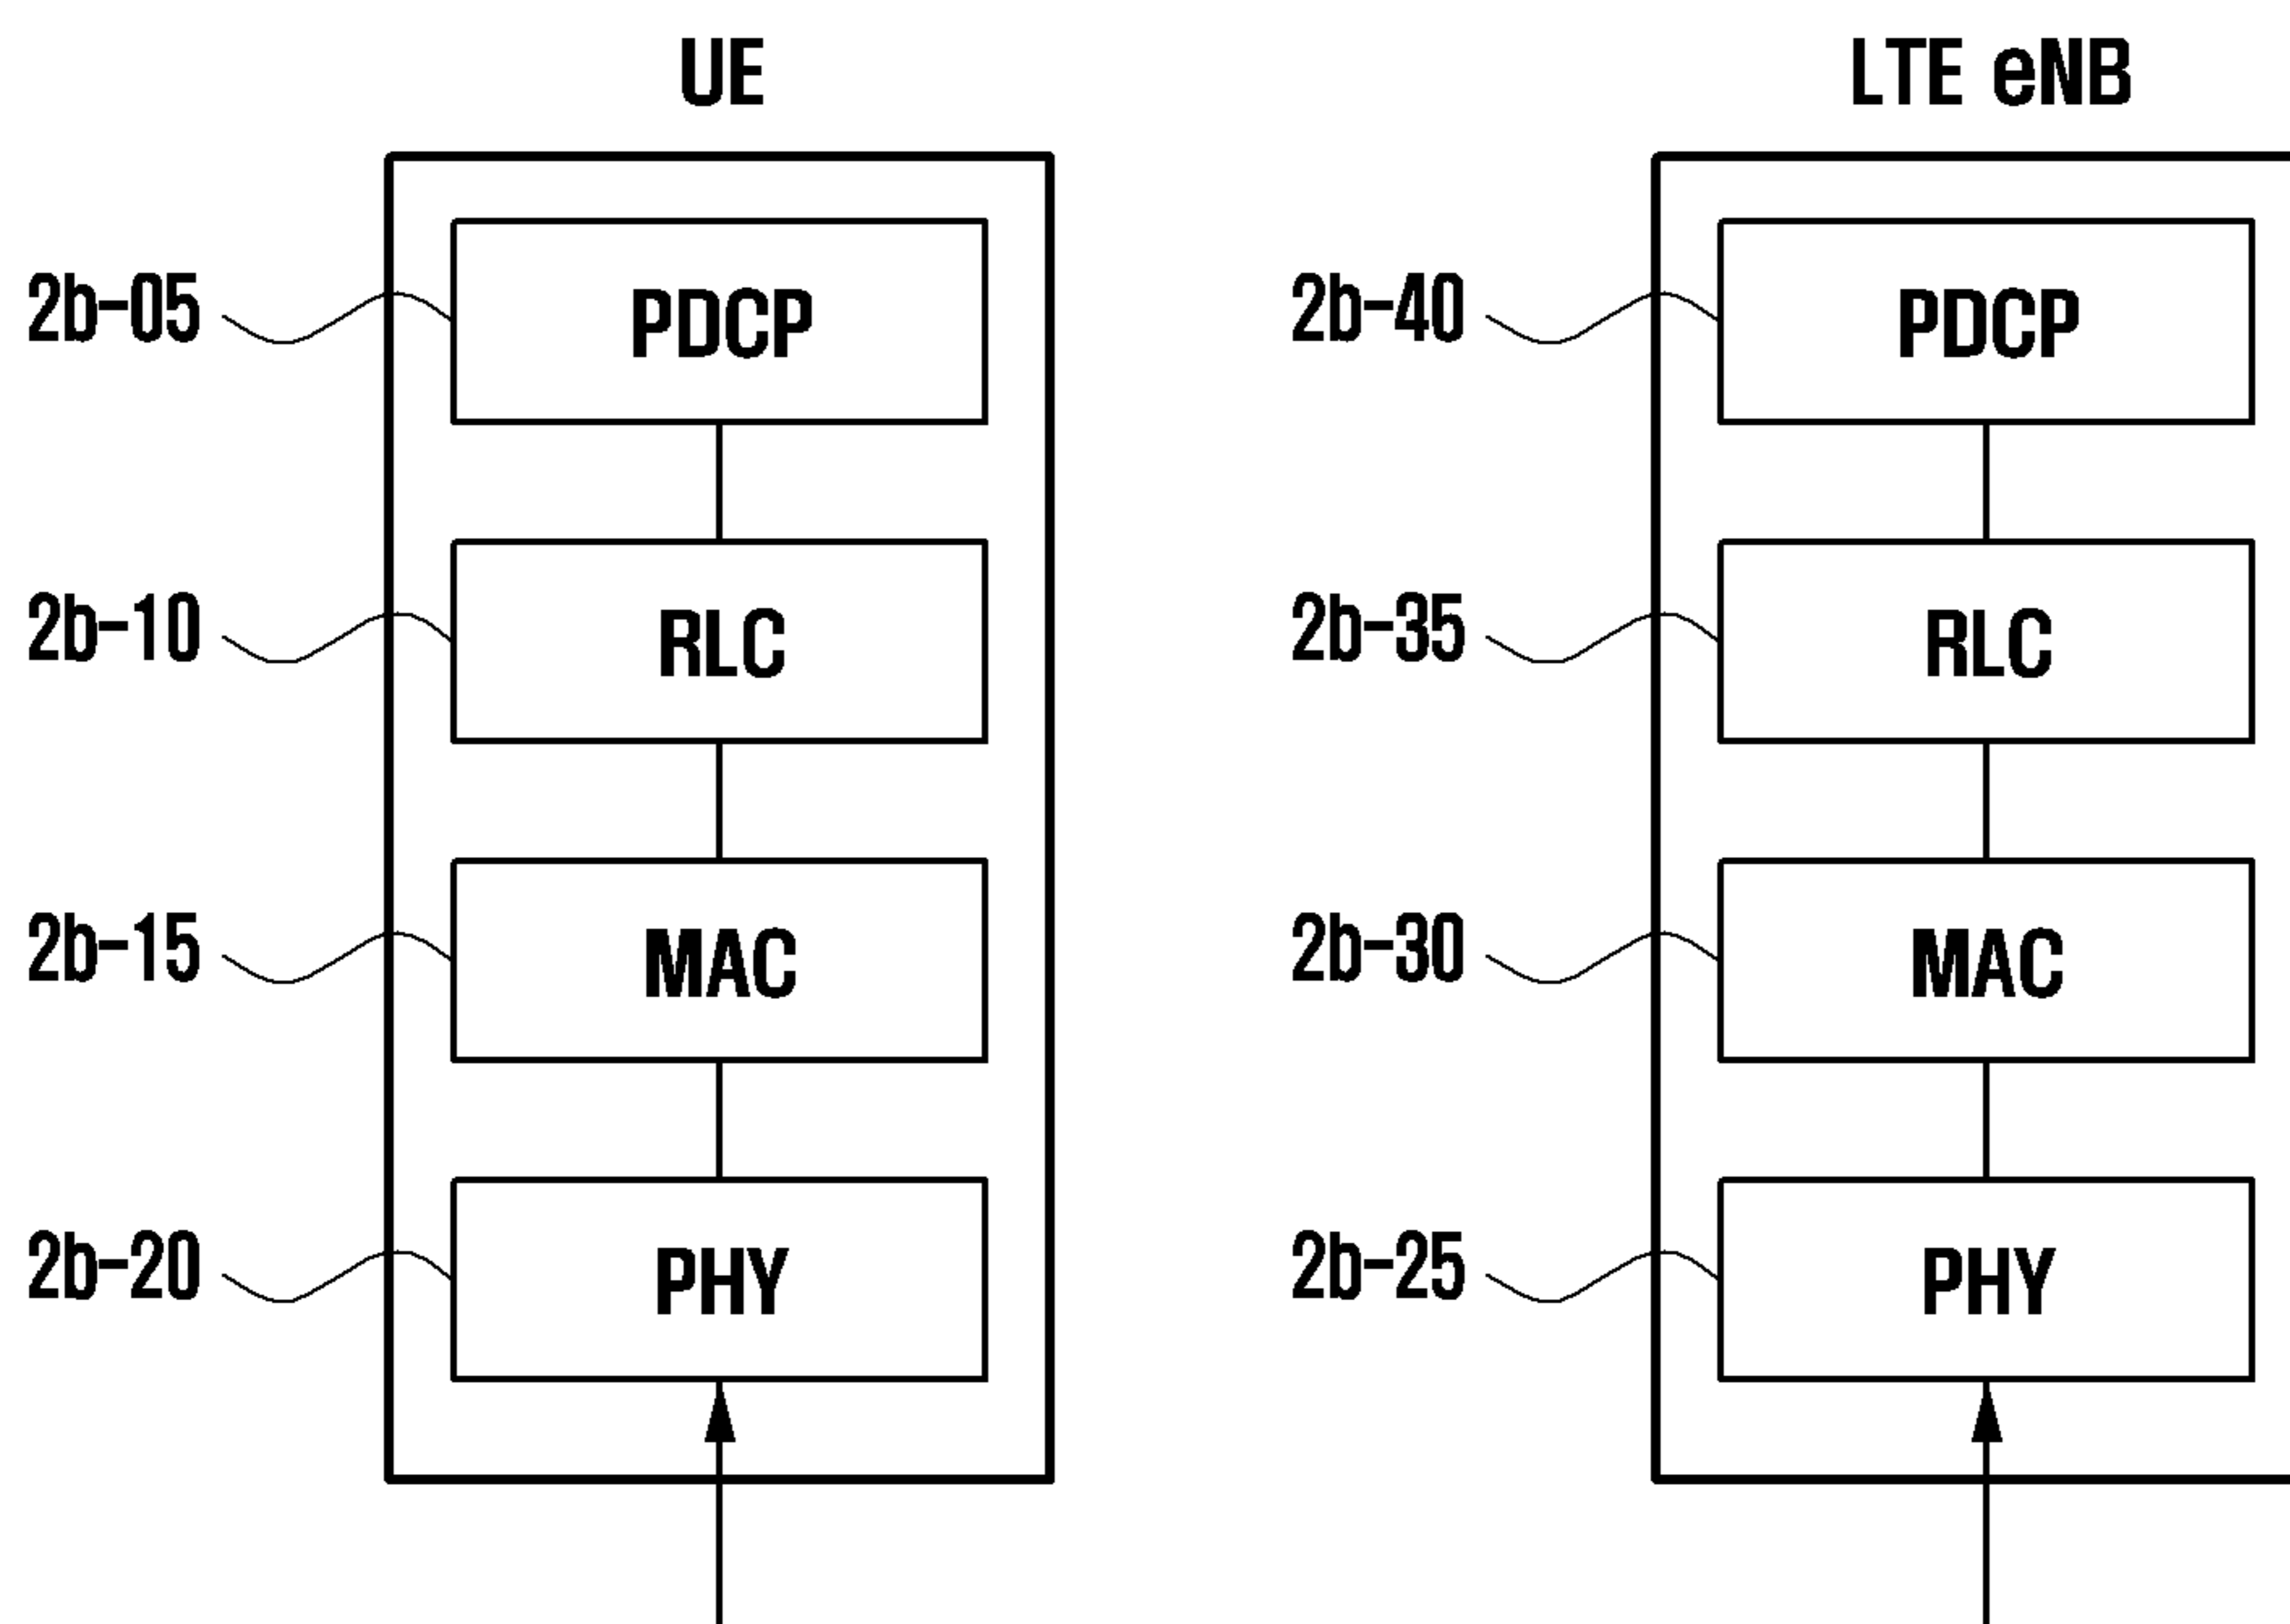 UE LTE eNB
2b-05 PDCP 2b-40 PDCP
2b-10 RLC 2b-35 RLC
2b-15 MAC 2b-30 MAC
2b-20 PHY 2b-25 PHY